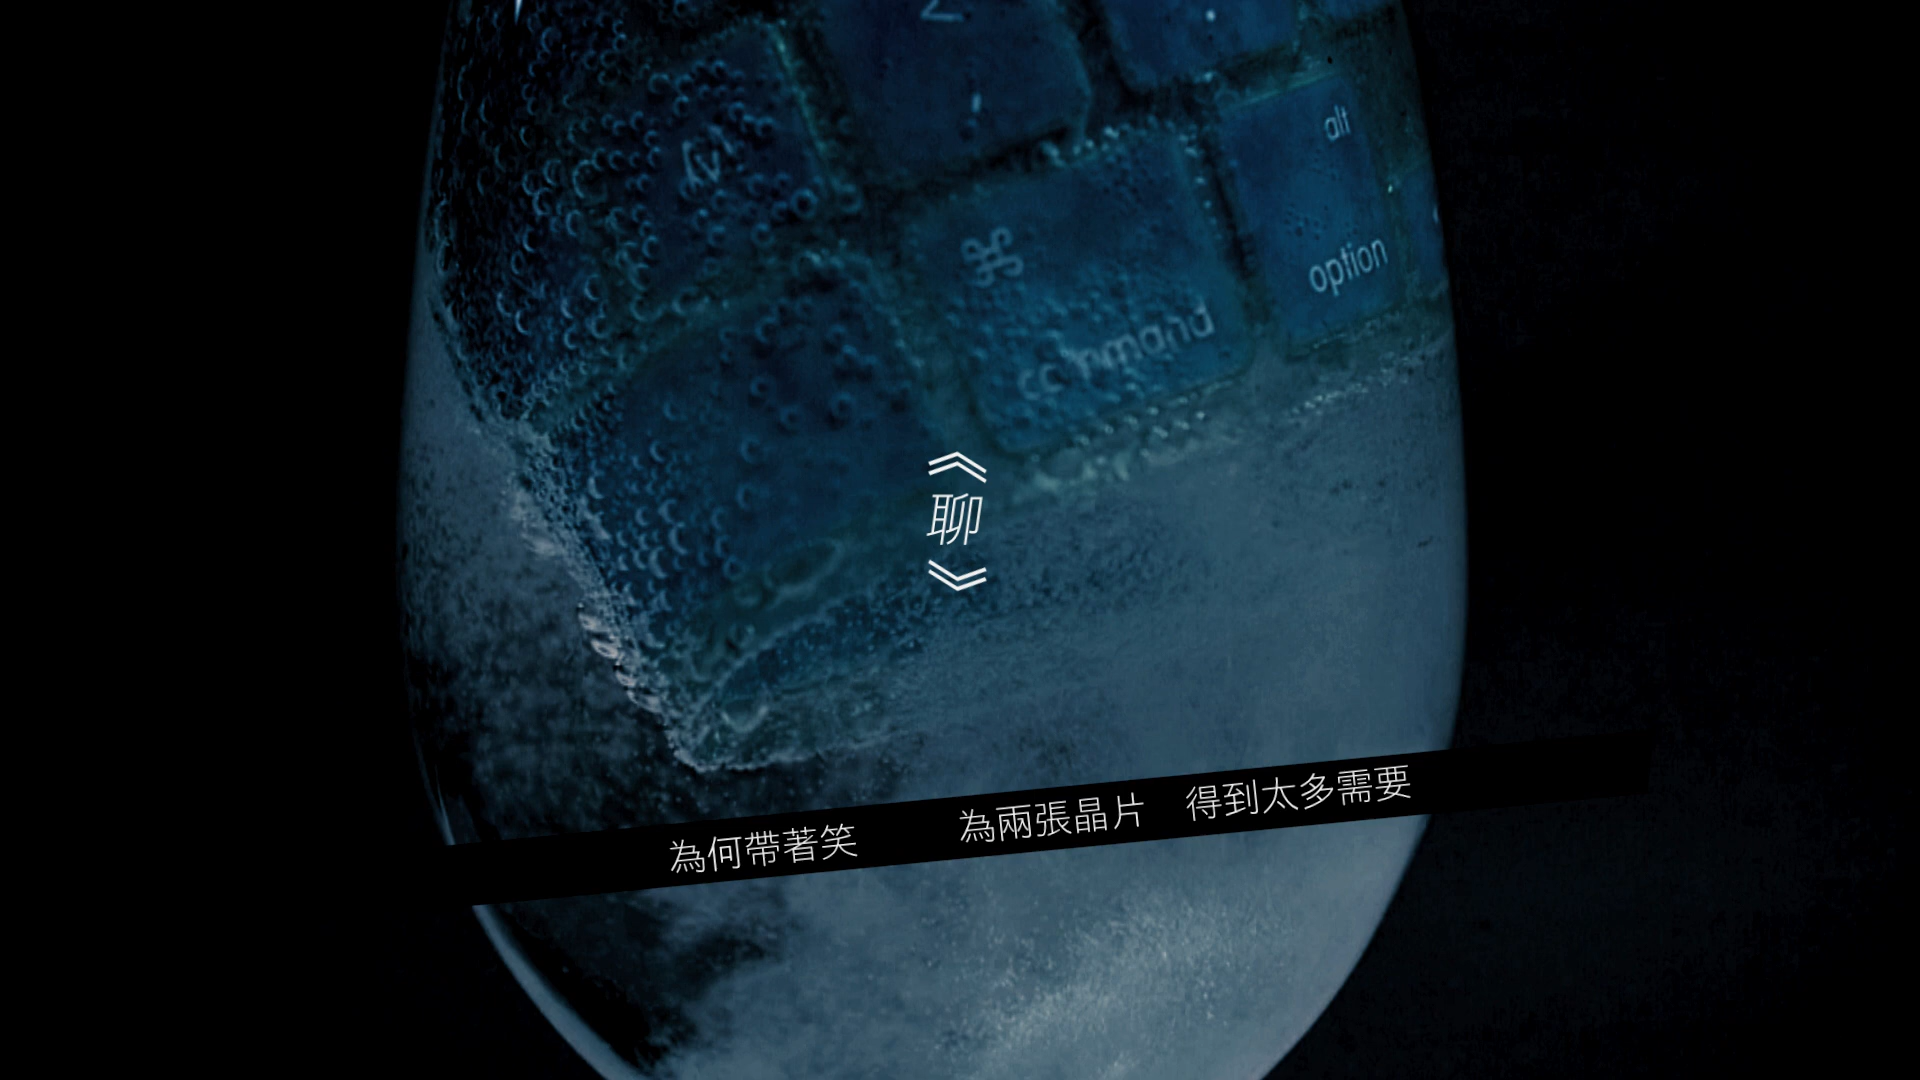 alt
⌘
option
command
《聊》
為何帶著笑 為兩張晶片 得到太多需要